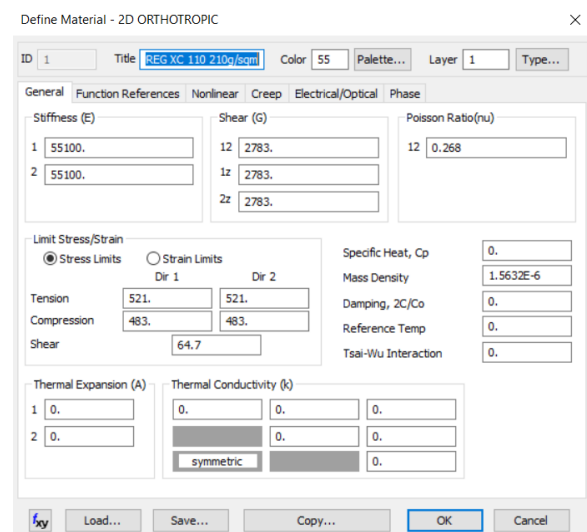 Define Material - 2D ORTHOTROPIC
ID 1 Title REG XC 110 210g/sqm Color 55 Palette... Layer 1 Type...
General Function References Nonlinear Creep Electrical/Optical Phase
Stiffness (E) Shear (G) Poisson Ratio(nu)
1 55100. 12 2783. 12 0.268
2 55100. 1z 2783.
2z 2783.
Limit Stress/Strain
Stress Limits Strain Limits
Dir 1 Dir 2
Tension 521. 521.
Compression 483. 483.
Shear 64.7
Specific Heat, Cp 0.
Mass Density 1.5632E-6
Damping, 2C/Co 0.
Reference Temp 0.
Tsai-Wu Interaction 0.
Thermal Expansion (A) Thermal Conductivity (k)
1 0. 0. 0. 0.
2 0. 0. 0.
symmetric 0.
fxy Load... Save... Copy... OK Cancel